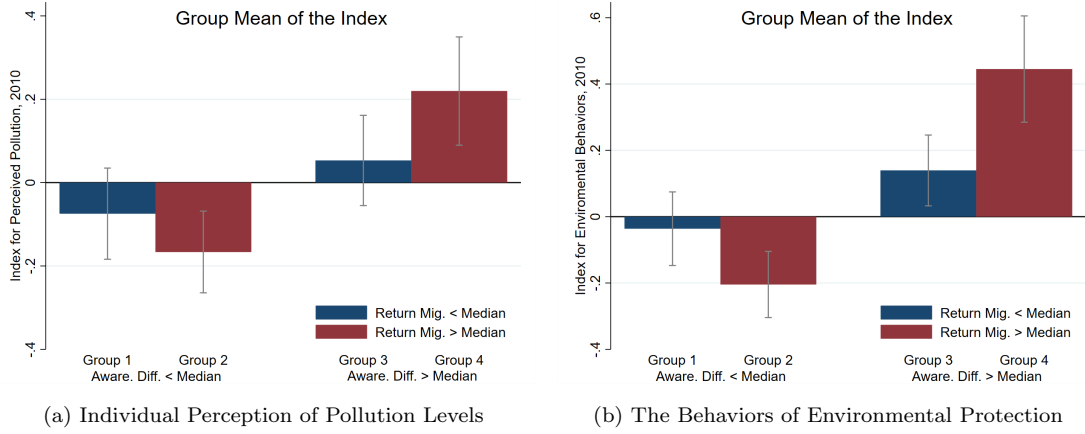 Group Mean of the Index
Index for Perceived Pollution, 2010
.4
.2
0
-.2
-.4
Return Mig. < Median
Return Mig. > Median
Group 1
Group 2
Group 3
Group 4
Aware. Diff. < Median
Aware. Diff. > Median
(a) Individual Perception of Pollution Levels
Group Mean of the Index
Index for Enviromental Behaviors, 2010
.6
.4
.2
0
-.2
-.4
Return Mig. < Median
Return Mig. > Median
Group 1
Group 2
Group 3
Group 4
Aware. Diff. < Median
Aware. Diff. > Median
(b) The Behaviors of Environmental Protection